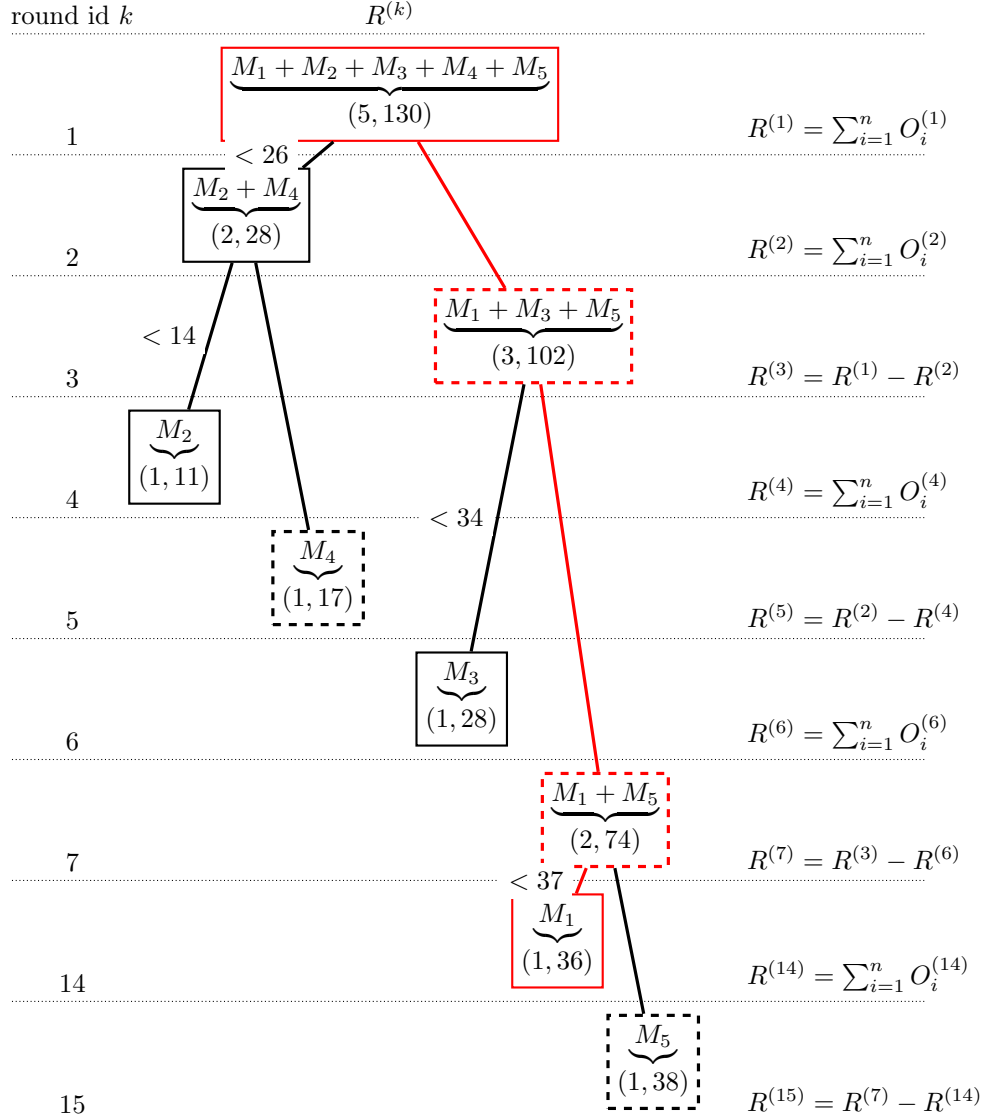 round id k R^{(k)}
M_1 + M_2 + M_3 + M_4 + M_5
(5, 130)
1 R^{(1)} = \sum_{i=1}^{n} O_i^{(1)}
< 26
M_2 + M_4
(2, 28)
2 R^{(2)} = \sum_{i=1}^{n} O_i^{(2)}
M_1 + M_3 + M_5
< 14
(3, 102)
3 R^{(3)} = R^{(1)} − R^{(2)}
M_2
(1, 11)
4 R^{(4)} = \sum_{i=1}^{n} O_i^{(4)}
< 34
M_4
(1, 17)
5 R^{(5)} = R^{(2)} − R^{(4)}
M_3
(1, 28)
6 R^{(6)} = \sum_{i=1}^{n} O_i^{(6)}
M_1 + M_5
(2, 74)
7 R^{(7)} = R^{(3)} − R^{(6)}
< 37
M_1
(1, 36)
14 R^{(14)} = \sum_{i=1}^{n} O_i^{(14)}
M_5
(1, 38)
15 R^{(15)} = R^{(7)} − R^{(14)}